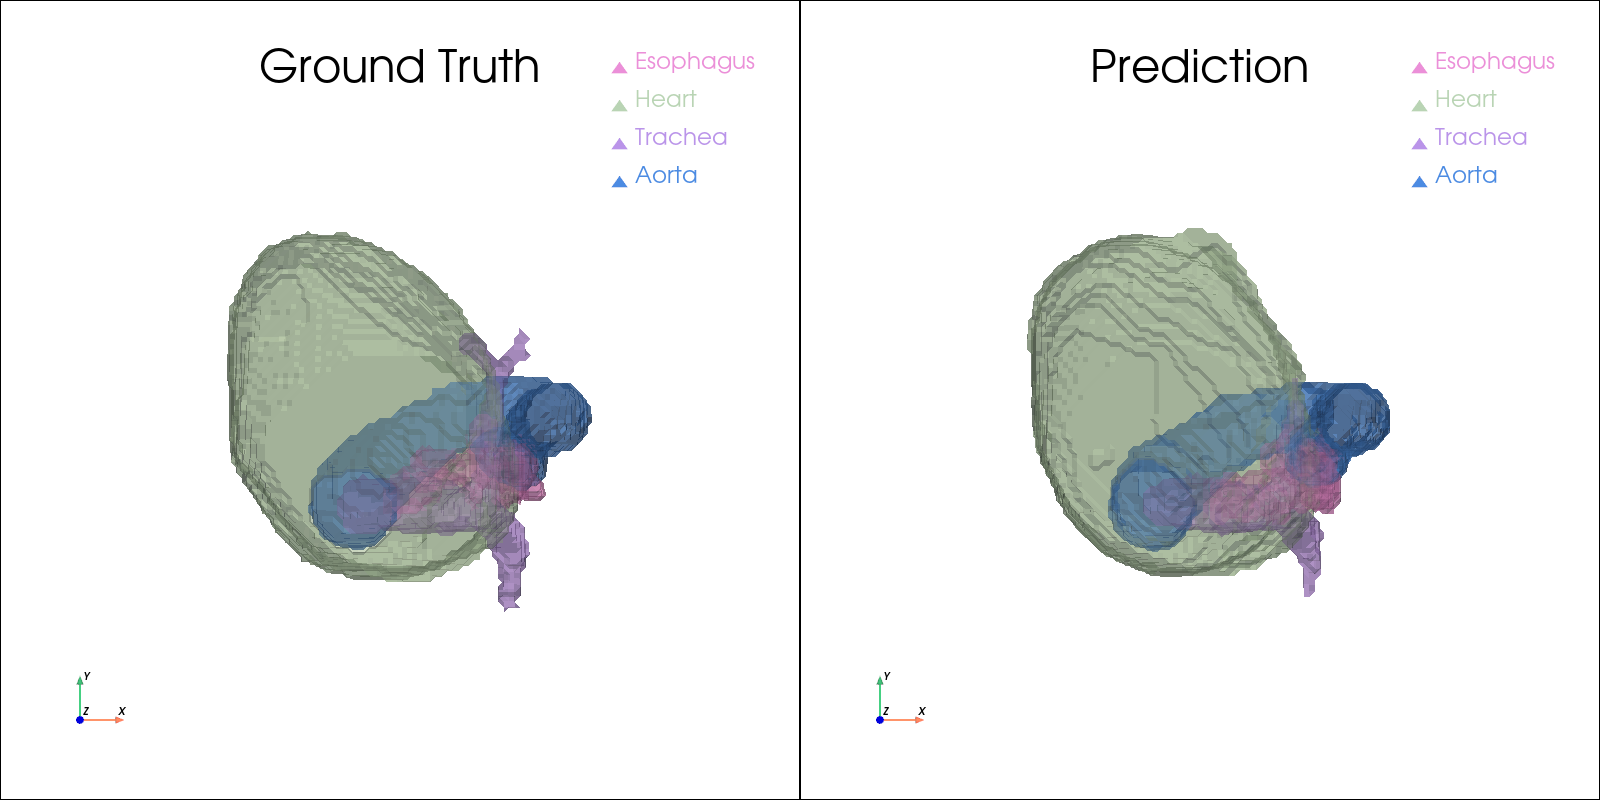 Ground Truth
Esophagus
Heart
Trachea
Aorta
Y
Z
X
Prediction
Esophagus
Heart
Trachea
Aorta
Y
Z
X